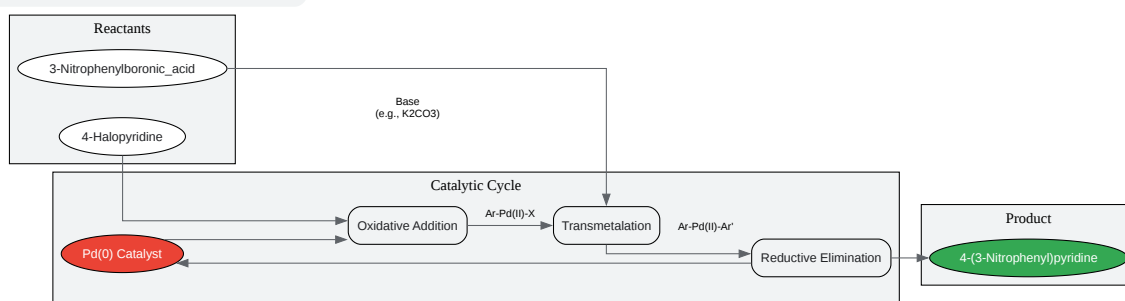 Reactants
3-Nitrophenylboronic_acid
Base
(e.g., K2CO3)
4-Halopyridine
Catalytic Cycle
Ar-Pd(II)-X
Oxidative Addition
Transmetalation
Ar-Pd(II)-Ar'
Product
Pd(0) Catalyst
Reductive Elimination
4-(3-Nitrophenyl)pyridine